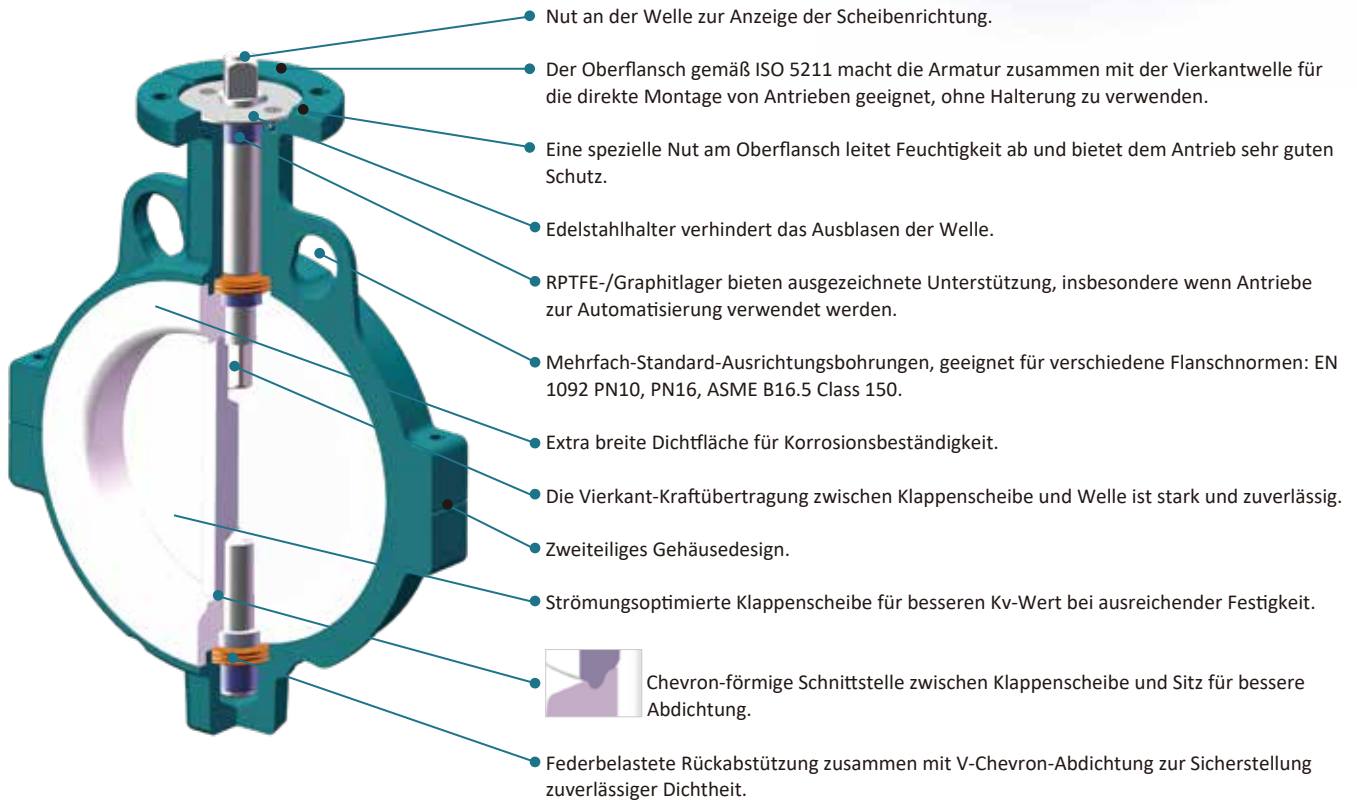 Nut an der Welle zur Anzeige der Scheibenrichtung.
Der Oberflansch gemäß ISO 5211 macht die Armatur zusammen mit der Vierkantwelle für
die direkte Montage von Antrieben geeignet, ohne Halterung zu verwenden.
Eine spezielle Nut am Oberflansch leitet Feuchtigkeit ab und bietet dem Antrieb sehr guten
Schutz.
Edelstahlhalter verhindert das Ausblasen der Welle.
RPTFE-/Graphitlager bieten ausgezeichnete Unterstützung, insbesondere wenn Antriebe
zur Automatisierung verwendet werden.
Mehrfach-Standard-Ausrichtungsbohrungen, geeignet für verschiedene Flanschnormen: EN
1092 PN10, PN16, ASME B16.5 Class 150.
Extra breite Dichtfläche für Korrosionsbeständigkeit.
Die Vierkant-Kraftübertragung zwischen Klappenscheibe und Welle ist stark und zuverlässig.
Zweiteiliges Gehäusedesign.
Strömungsoptimierte Klappenscheibe für besseren Kv-Wert bei ausreichender Festigkeit.
Chevron-förmige Schnittstelle zwischen Klappenscheibe und Sitz für bessere
Abdichtung.
Federbelastete Rückabstützung zusammen mit V-Chevron-Abdichtung zur Sicherstellung
zuverlässiger Dichtheit.